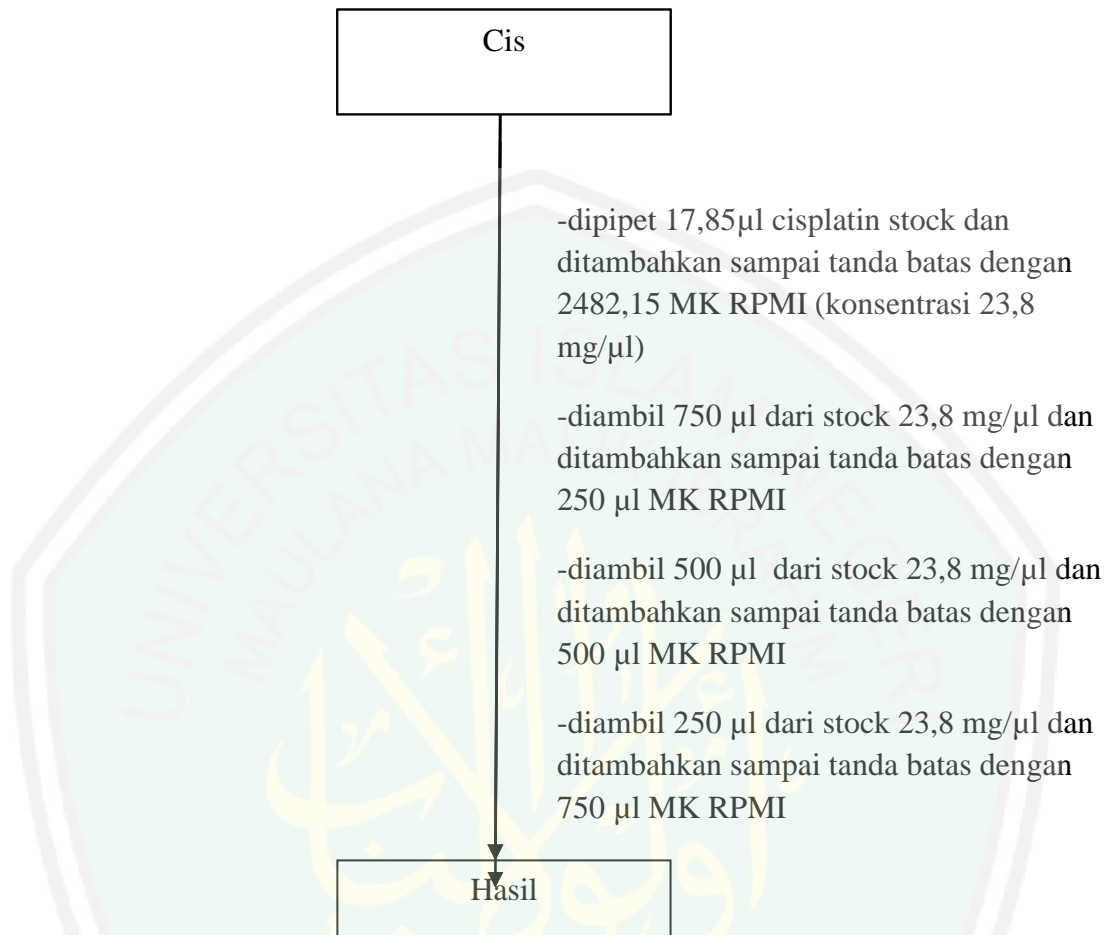 Cis
-dipipet 17,85µl cisplatin stock dan
ditambahkan sampai tanda batas dengan
2482,15 MK RPMI (konsentrasi 23,8
mg/µl)
-diambil 750 µl dari stock 23,8 mg/µl dan
ditambahkan sampai tanda batas dengan
250 µl MK RPMI
-diambil 500 µl  dari stock 23,8 mg/µl dan
ditambahkan sampai tanda batas dengan
500 µl MK RPMI
-diambil 250 µl dari stock 23,8 mg/µl dan
ditambahkan sampai tanda batas dengan
750 µl MK RPMI
Hasil